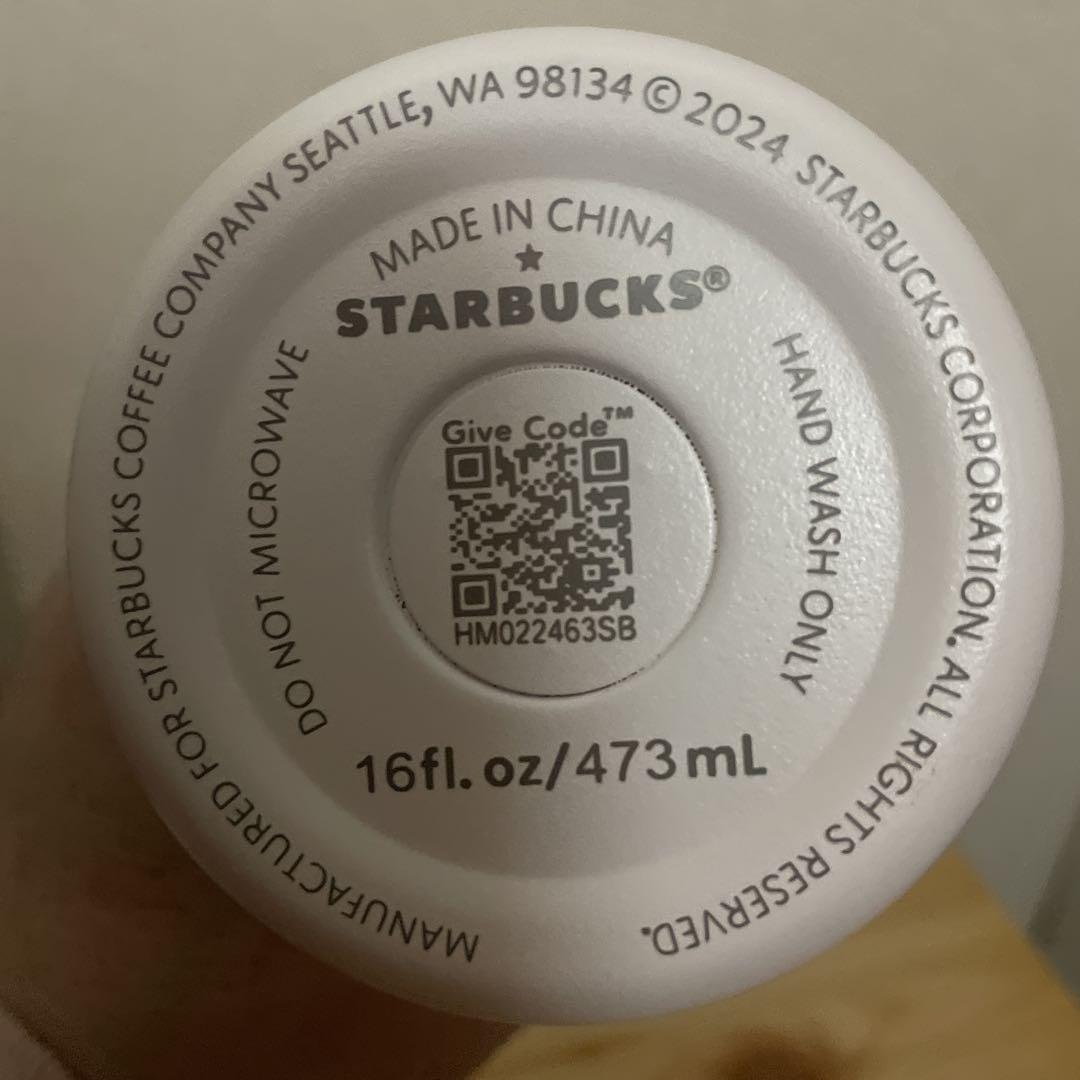 MANUFACTURED FOR STARBUCKS COFFEE COMPANY SEATTLE, WA 98134 © 2024 STARBUCKS CORPORATION. ALL RIGHTS RESERVED.
MADE IN CHINA
STARBUCKS®
DO NOT MICROWAVE
HAND WASH ONLY
Give Code™
HM022463SB
16fl. oz/473mL